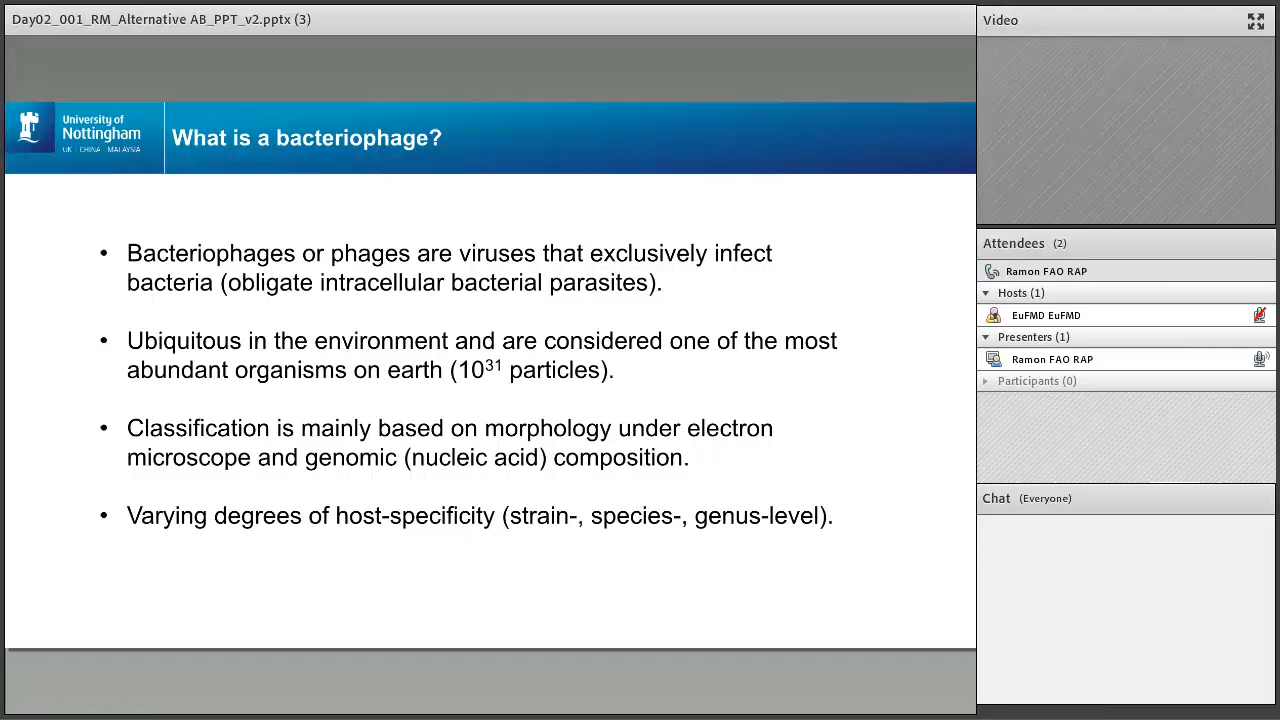 Day02_001_RM_Alternative AB_PPT_v2.pptx (3)
University of
Nottingham
UK | CHINA | MALAYSIA
What is a bacteriophage?
• Bacteriophages or phages are viruses that exclusively infect
bacteria (obligate intracellular bacterial parasites).
• Ubiquitous in the environment and are considered one of the most
abundant organisms on earth (10³¹ particles).
• Classification is mainly based on morphology under electron
microscope and genomic (nucleic acid) composition.
• Varying degrees of host-specificity (strain-, species-, genus-level).
Video
Attendees (2)
Ramon FAO RAP
Hosts (1)
EuFMD EuFMD
Presenters (1)
Ramon FAO RAP
Participants (0)
Chat (Everyone)